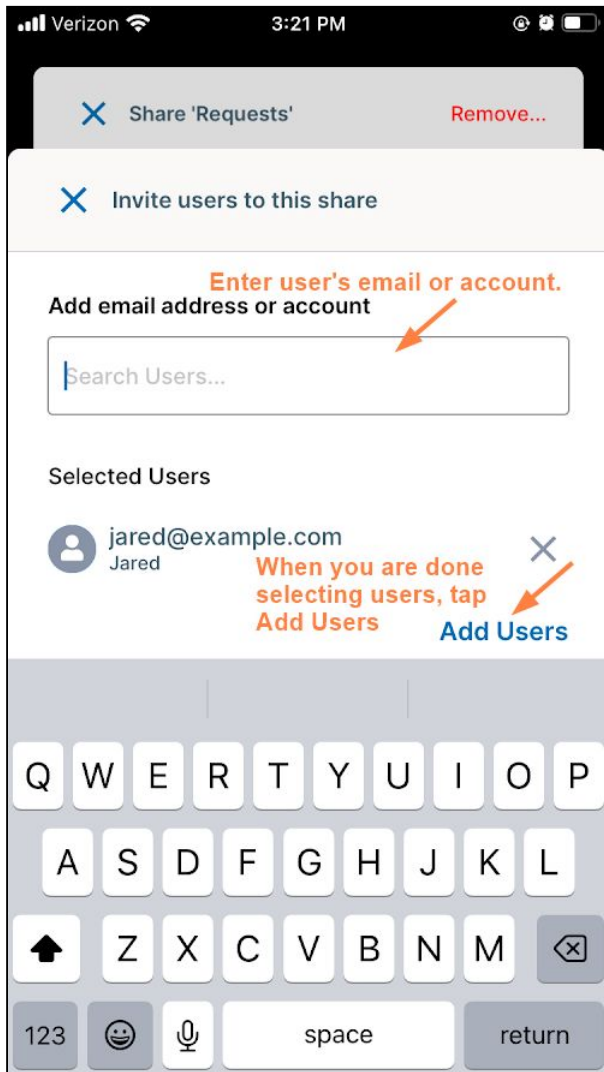 Verizon 3:21 PM
Share 'Requests' Remove...
Invite users to this share
Enter user's email or account.
Add email address or account
Search Users...
Selected Users
jared@example.com
Jared
When you are done
selecting users, tap
Add Users
Add Users
Q W E R T Y U I O P
A S D F G H J K L
Z X C V B N M
123 space return